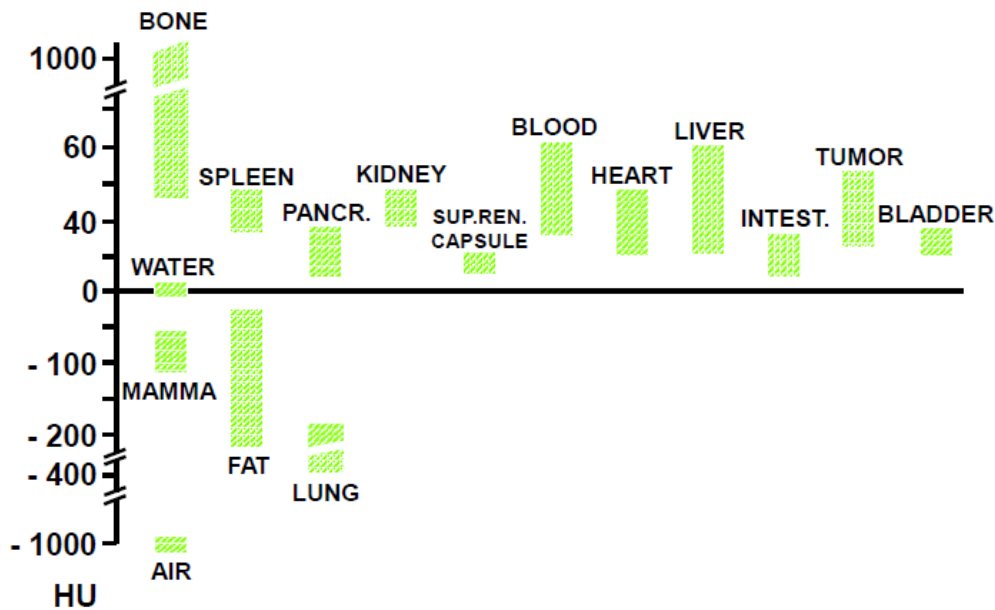 BONE
1000
60
BLOOD
LIVER
TUMOR
SPLEEN
KIDNEY
HEART
40
PANCR.
SUP.REN.
CAPSULE
INTEST.
BLADDER
WATER
0
- 100
MAMMA
- 200
FAT
- 400
LUNG
- 1000
AIR
HU